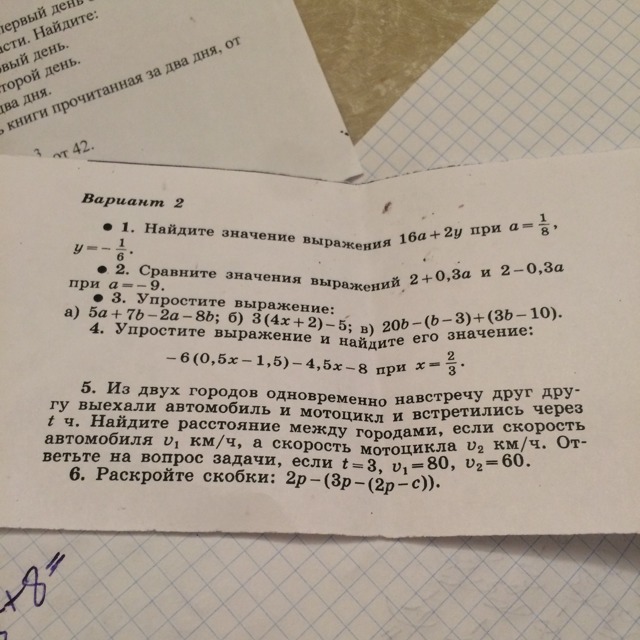 первый день
сти. Найдите:
вый день.
торой день.
два дня.
книги прочитанная за два дня, от
3
от 42.
Вариант 2
• 1. Найдите значение выражения 16a + 2y при a = 1/8,
y = − 1/6.
• 2. Сравните значения выражений 2 + 0,3a и 2 − 0,3a
при a = − 9.
• 3. Упростите выражение:
а) 5a + 7b − 2a − 8b; б) 3 (4x + 2) − 5; в) 20b − (b − 3) + (3b − 10).
4. Упростите выражение и найдите его значение:
− 6 (0,5x − 1,5) − 4,5x − 8 при x = 2/3.
5. Из двух городов одновременно навстречу друг дру-
гу выехали автомобиль и мотоцикл и встретились через
t ч. Найдите расстояние между городами, если скорость
автомобиля v₁ км/ч, а скорость мотоцикла v₂ км/ч. От-
ветьте на вопрос задачи, если t = 3, v₁ = 80, v₂ = 60.
6. Раскройте скобки: 2p − (3p − (2p − c)).
+8=